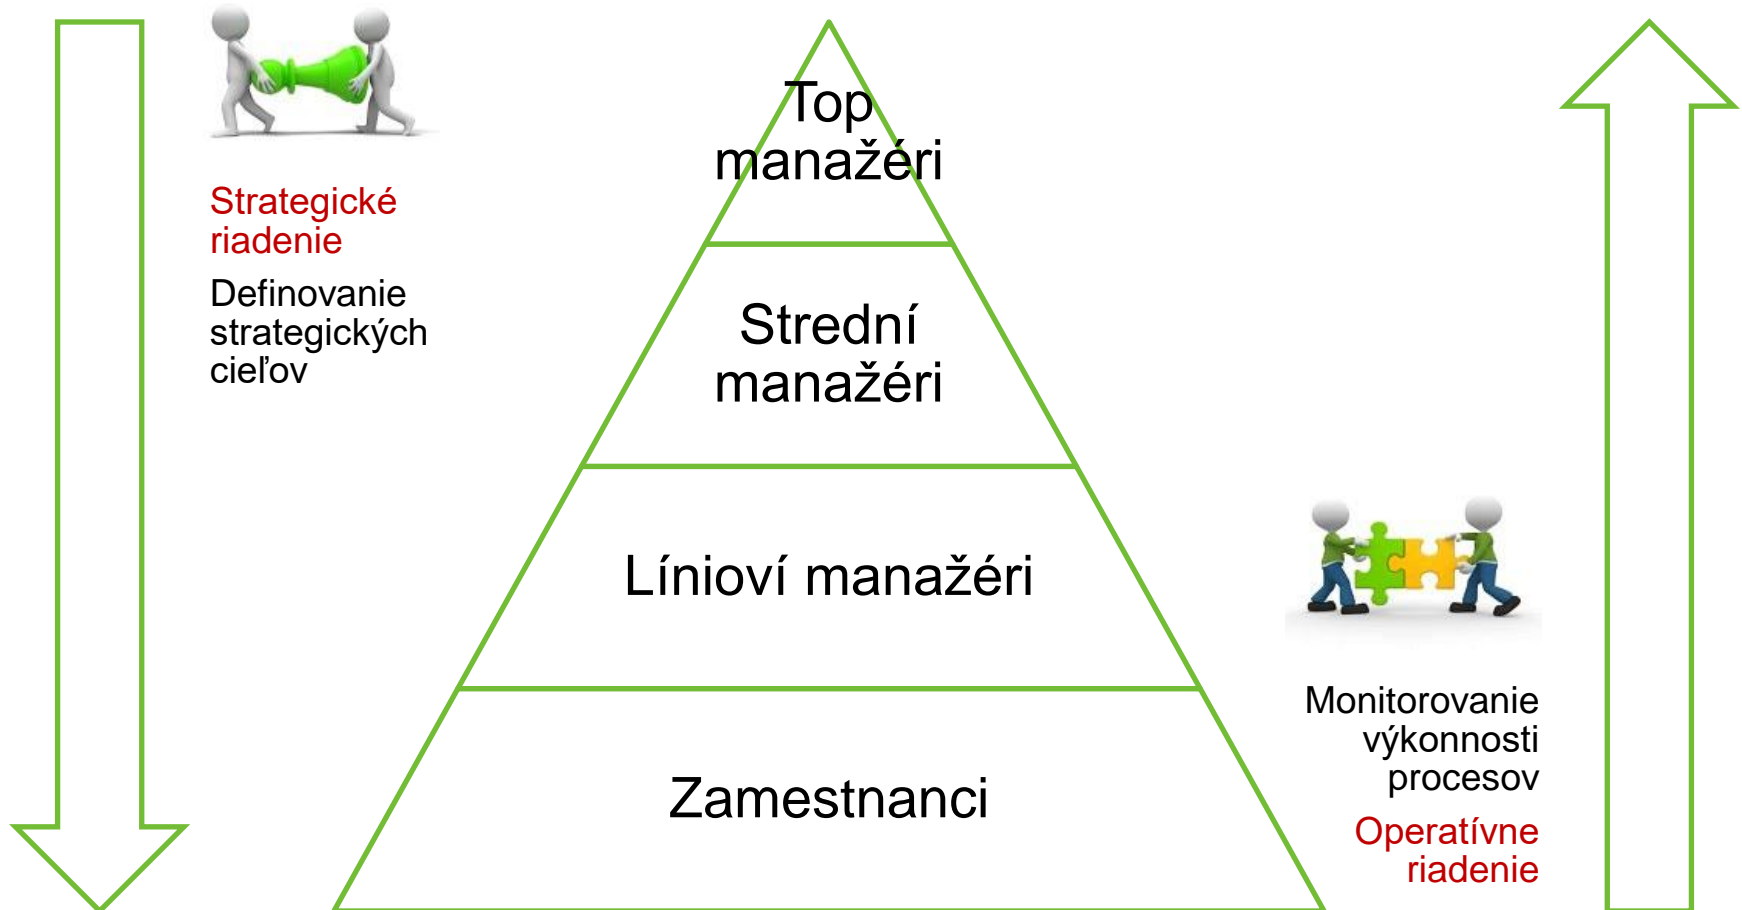 Top
manažéri
Strategické
riadenie
Definovanie
strategických
cieľov
Strední
manažéri
Línioví manažéri
Monitorovanie
výkonnosti
procesov
Zamestnanci
Operatívne
riadenie